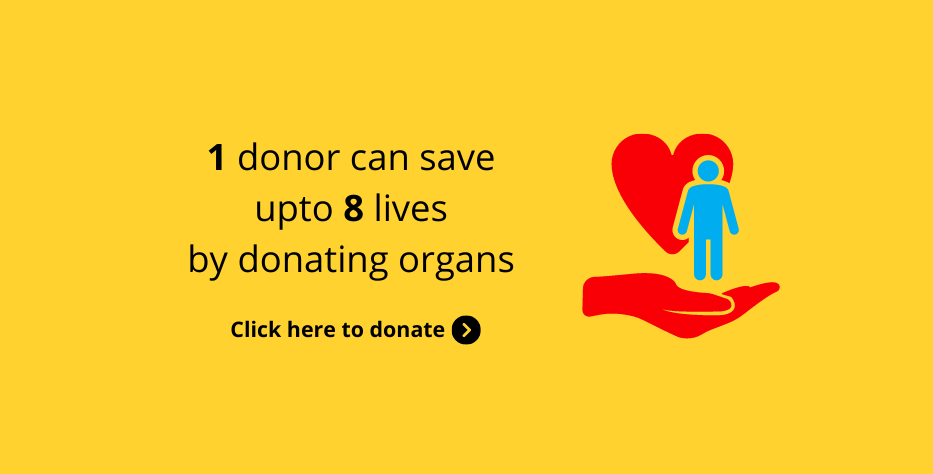 1 donor can save
upto 8 lives
by donating organs
Click here to donate